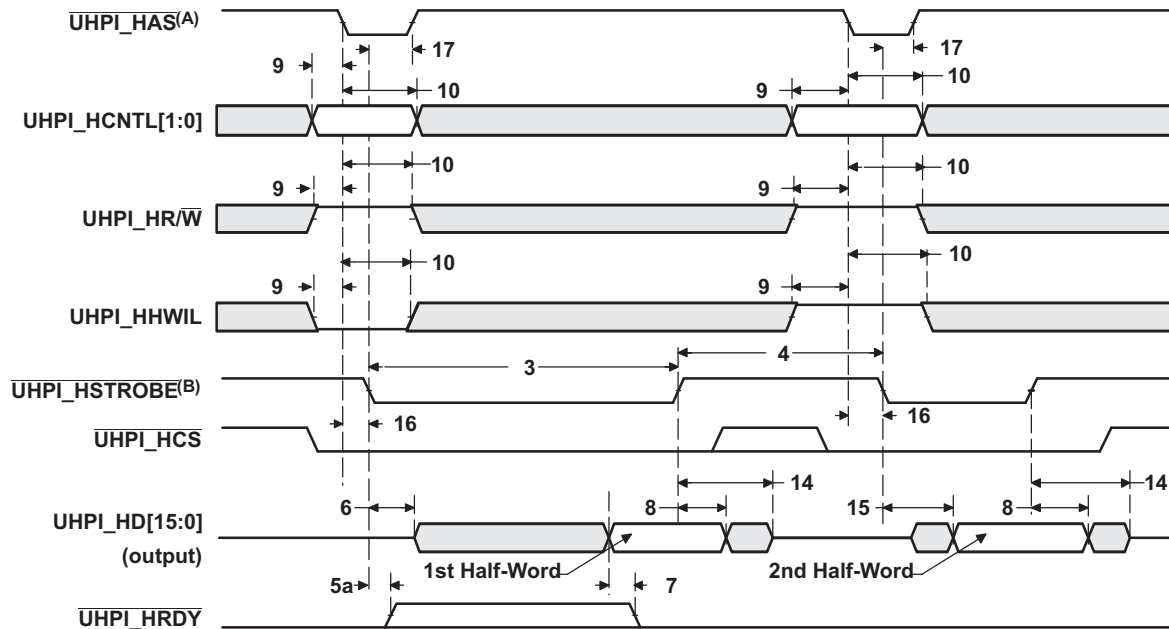 UHPI_HAS(A)
17
17
9
10
9
10
UHPI_HCNTL[1:0]
10
10
9
9
UHPI_HR/W
10
10
9
9
UHPI_HHWIL
3
4
UHPI_HSTROBE(B)
16
16
UHPI_HCS
14
14
6
8
15
8
UHPI_HD[15:0]
(output)
1st Half-Word
2nd Half-Word
5a
7
UHPI_HRDY